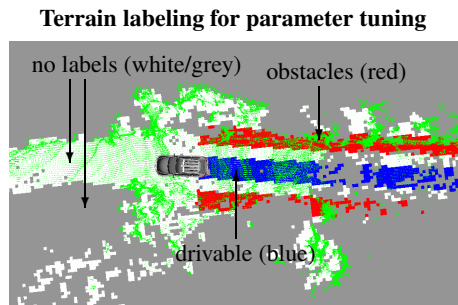 Terrain labeling for parameter tuning
no labels (white/grey)
obstacles (red)
drivable (blue)